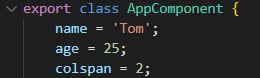 export class AppComponent {
name = 'Tom';
age = 25;
colspan = 2;